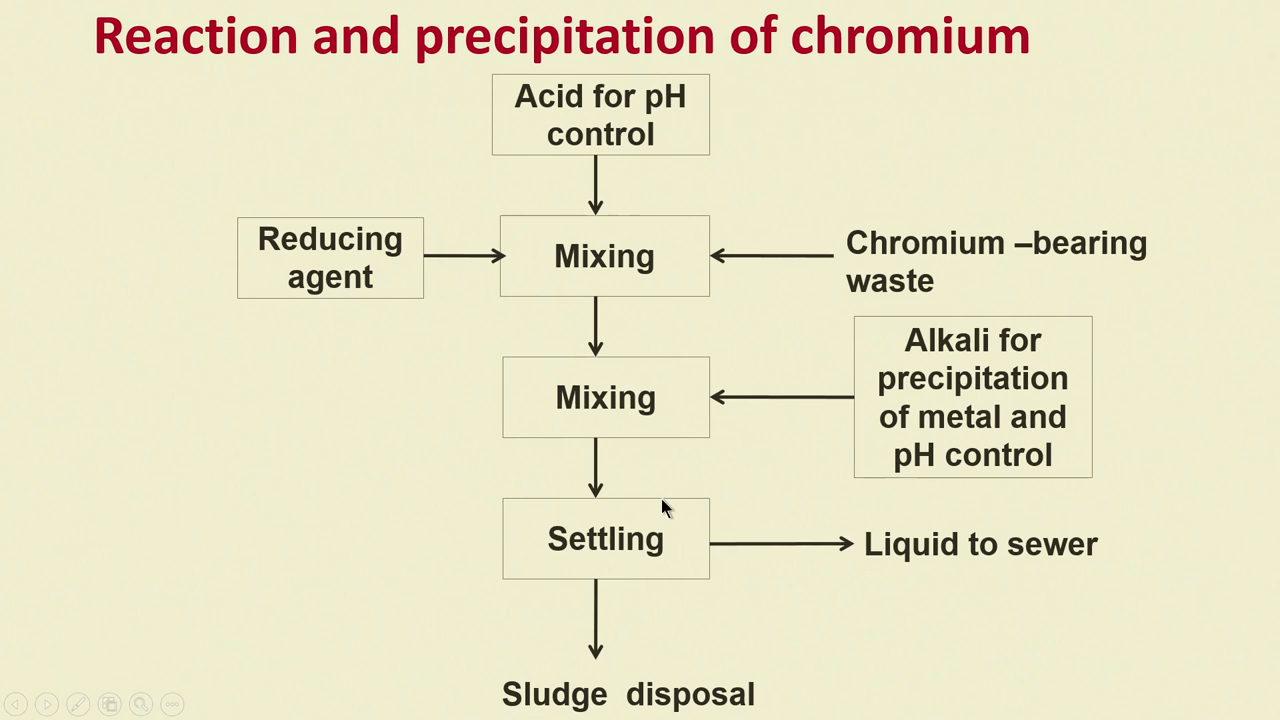 Reaction and precipitation of chromium
Acid for pH
control
Reducing
agent
Mixing
Chromium –bearing
waste
Mixing
Alkali for
precipitation
of metal and
pH control
Settling
Liquid to sewer
Sludge  disposal